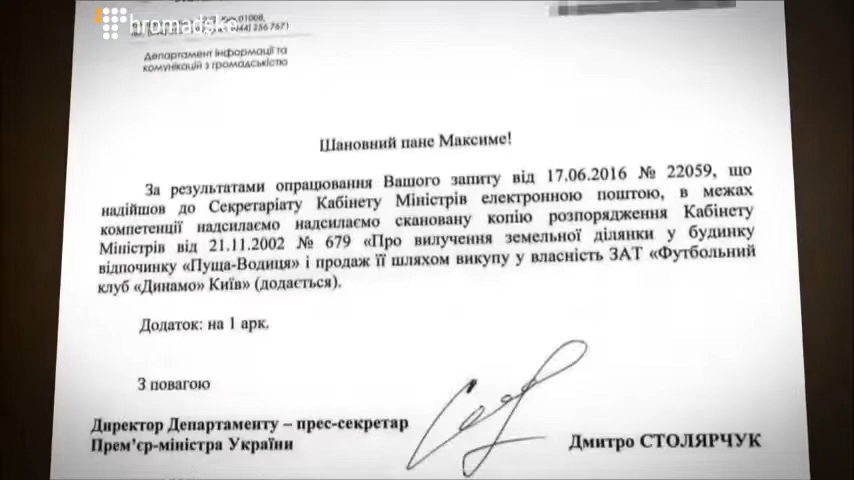 hromadske
01008,
256 7671
Департамент інформації та
комунікацій з громадськістю
Шановний пане Максиме!
За результатами опрацювання Вашого запиту від 17.06.2016 № 22059, що
надійшов до Секретаріату Кабінету Міністрів електронною поштою, в межах
компетенції надсилаємо надсилаємо скановану копію розпорядження Кабінету
Міністрів від 21.11.2002 № 679 «Про вилучення земельної ділянки у будинку
відпочинку «Пуща-Водиця» і продаж її шляхом викупу у власність ЗАТ «Футбольний
клуб «Динамо» Київ» (додається).
Додаток: на 1 арк.
З повагою
Директор Департаменту – прес-секретар
Прем’єр-міністра України
Дмитро СТОЛЯРЧУК